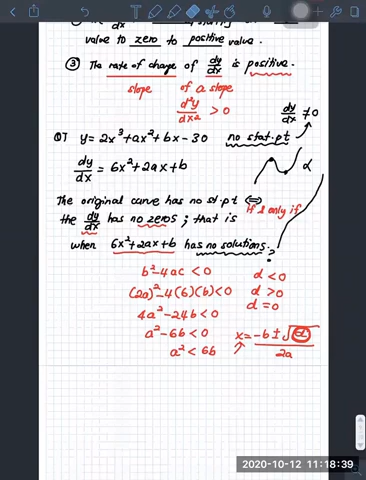 value to zero to positive value.
③ The rate of change of dy/dx is positive.
slope of a slope
d²y/dx² > 0
dy/dx ≠ 0
Q7 y = 2x³ + ax² + bx - 30 no stat.pt
dy/dx = 6x² + 2ax + b
The original curve has no st.pt ⟺ If & only if
the dy/dx has no zeros ; that is
when 6x² + 2ax + b has no solutions. ?
b² - 4ac < 0 d < 0
(2a)² - 4(6)(b) < 0 d > 0
4a² - 24b < 0 d = 0
a² - 6b < 0
x = -b ± √d / 2a
a² < 6b
2020-10-12 11:18:39